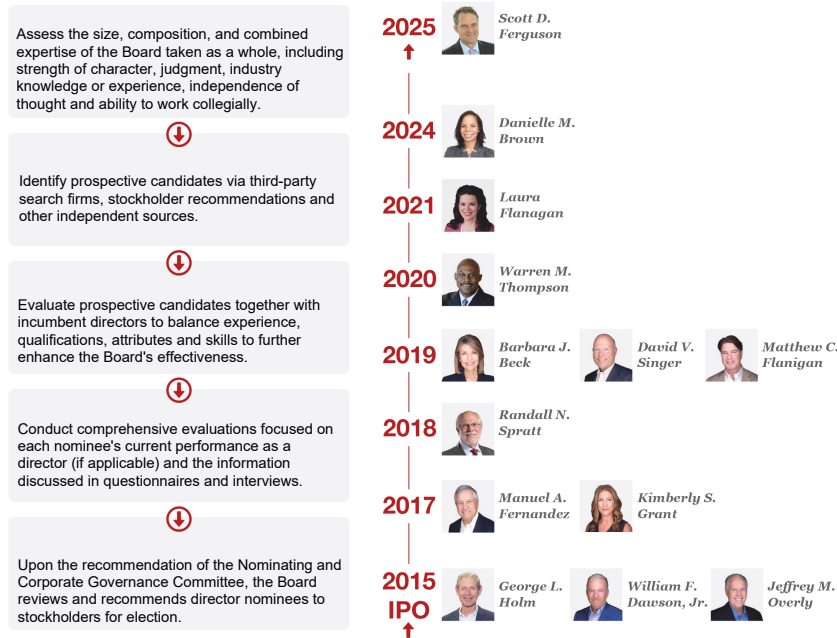 Assess the size, composition, and combined
expertise of the Board taken as a whole, including
strength of character, judgment, industry
knowledge or experience, independence of
thought and ability to work collegially.
Identify prospective candidates via third-party
search firms, stockholder recommendations and
other independent sources.
Evaluate prospective candidates together with
incumbent directors to balance experience,
qualifications, attributes and skills to further
enhance the Board's effectiveness.
Conduct comprehensive evaluations focused on
each nominee's current performance as a
director (if applicable) and the information
discussed in questionnaires and interviews.
Upon the recommendation of the Nominating and
Corporate Governance Committee, the Board
reviews and recommends director nominees to
stockholders for election.
2025
Scott D.
Ferguson
2024
Danielle M.
Brown
2021
Laura
Flanagan
2020
Warren M.
Thompson
2019
Barbara J.
Beck
David V.
Singer
Matthew C.
Flanigan
2018
Randall N.
Spratt
2017
Manuel A.
Fernandez
Kimberly S.
Grant
2015
IPO
George L.
Holm
William F.
Dawson, Jr.
Jeffrey M.
Overly